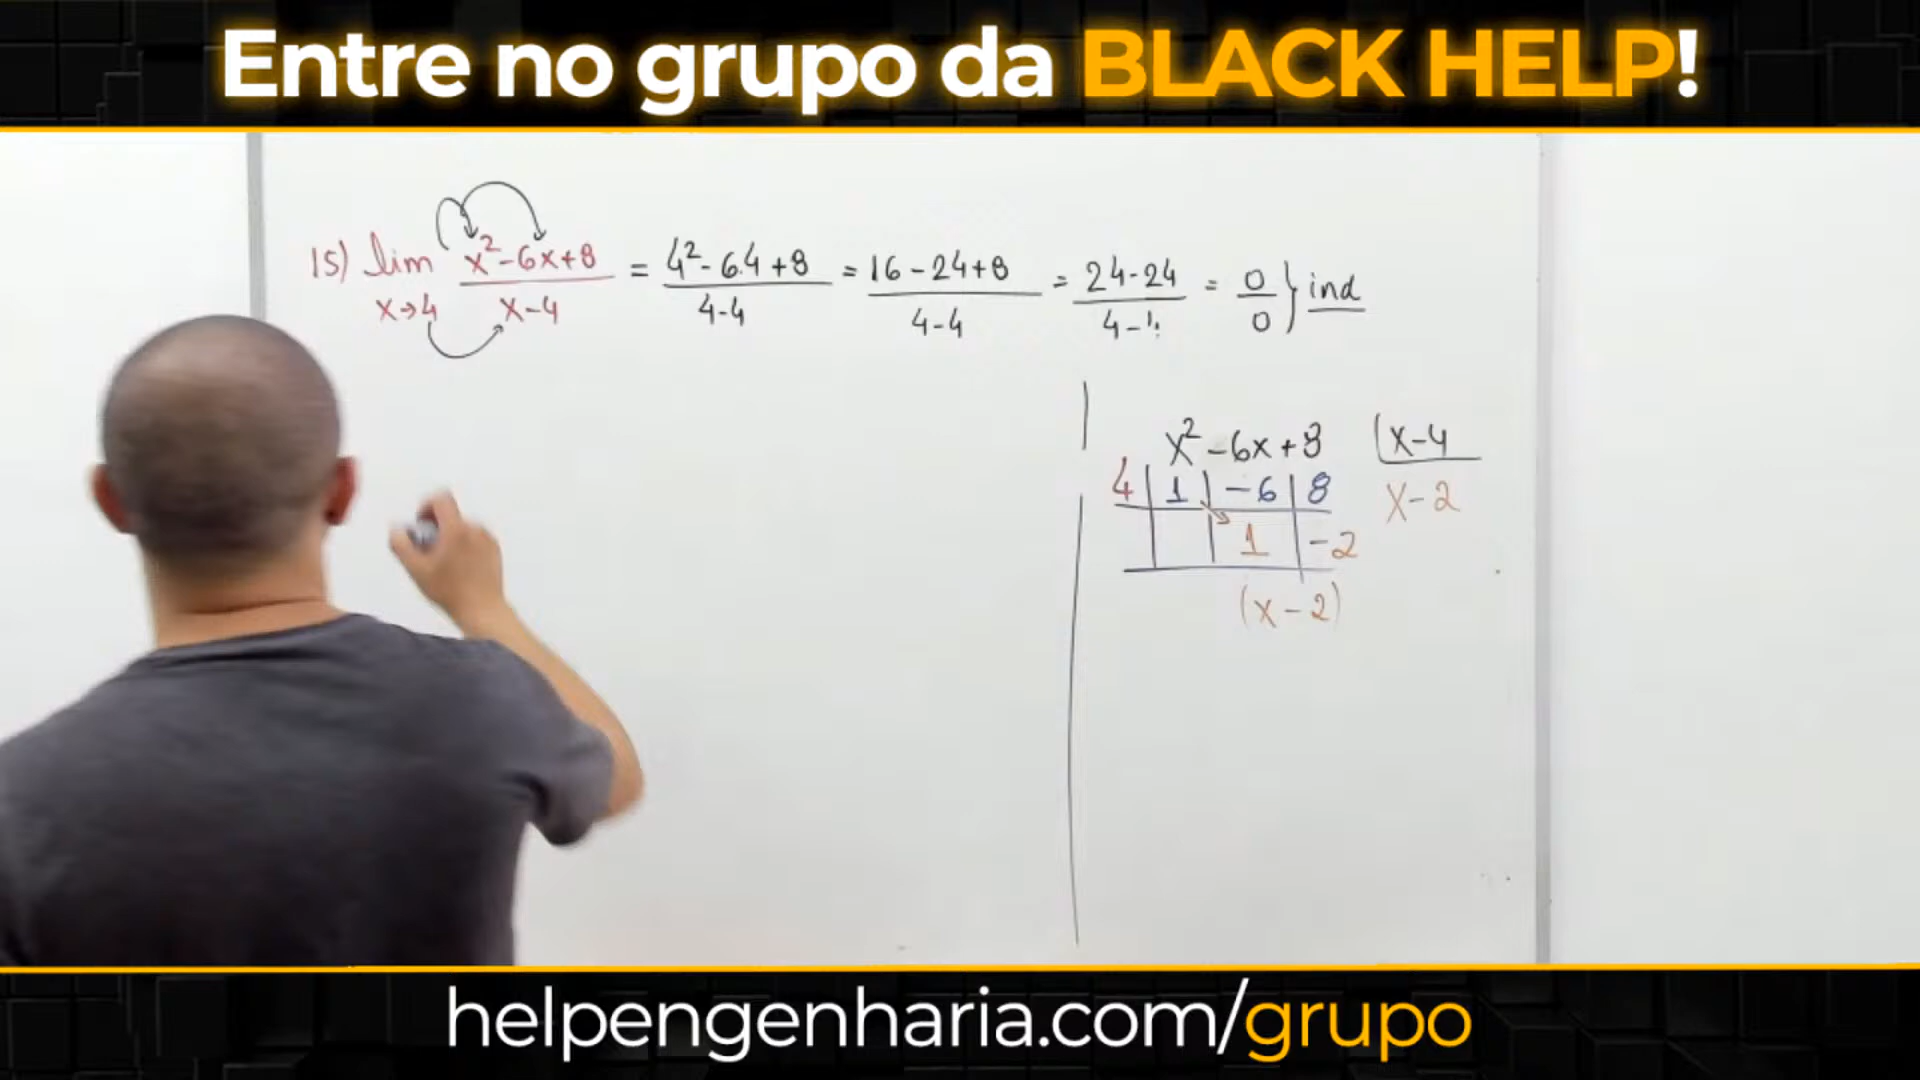 Entre no grupo da BLACK HELP!
15) lim x²-6x+8 / x-4 = 4²-6.4+8 / 4-4 = 16-24+8 / 4-4 = 24-24 / 4-4 = 0/0 } ind
x→4
x²-6x+8 x-4
4 1 -6 8 x-2
1 -2
(x-2)
helpengenharia.com/grupo